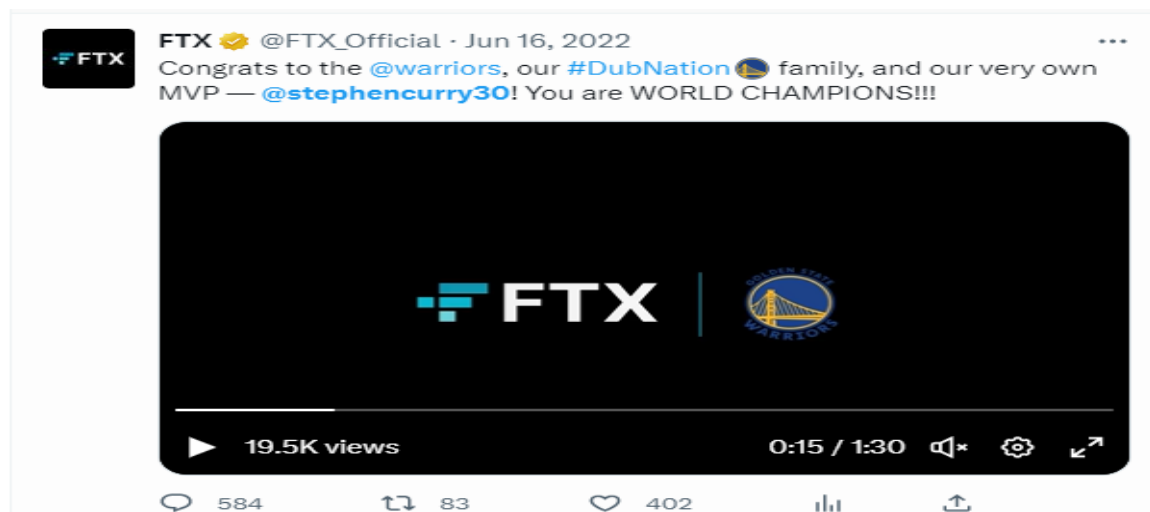 FTX
FTX @FTX_Official · Jun 16, 2022
Congrats to the @warriors, our #DubNation family, and our very own
MVP — @stephencurry30! You are WORLD CHAMPIONS!!!
FTX
GOLDEN STATE
WARRIORS
19.5K views 0:15 / 1:30
584 83 402